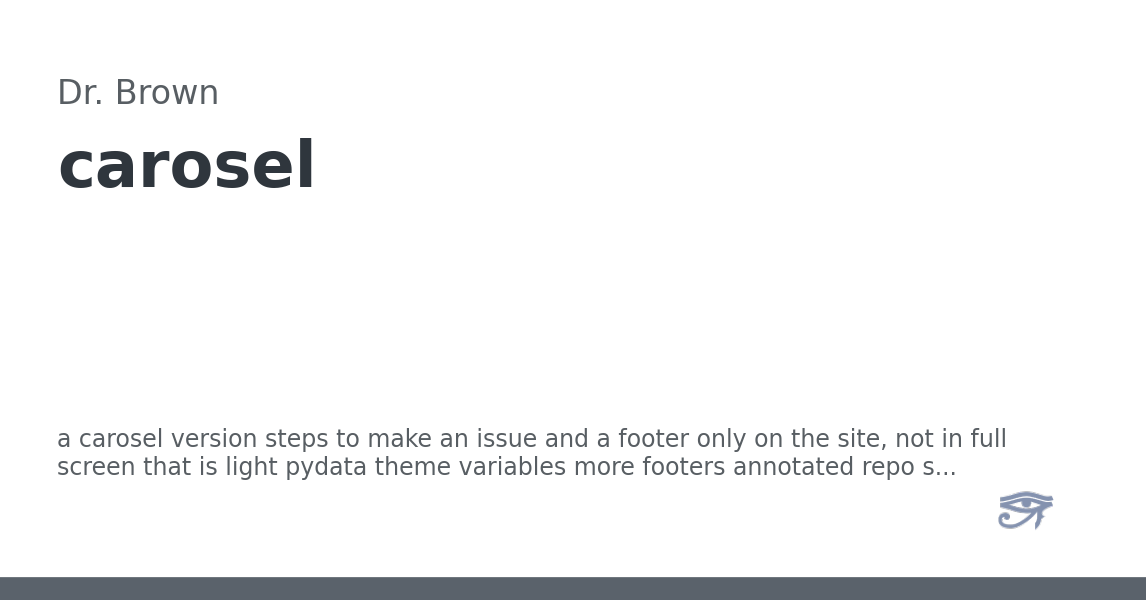 Dr. Brown
carosel
a carosel version steps to make an issue and a footer only on the site, not in full
screen that is light pydata theme variables more footers annotated repo s...